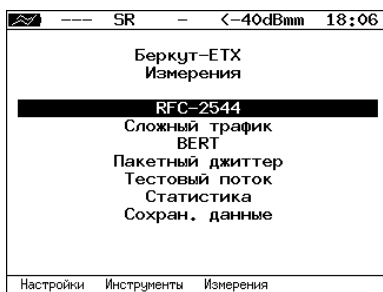 --- SR – <-40dBmm 18:06
Беркут-ETX
Измерения
RFC-2544
Сложный трафик
BERT
Пакетный джиттер
Тестовый поток
Статистика
Сохран. данные
Настройки Инструменты Измерения